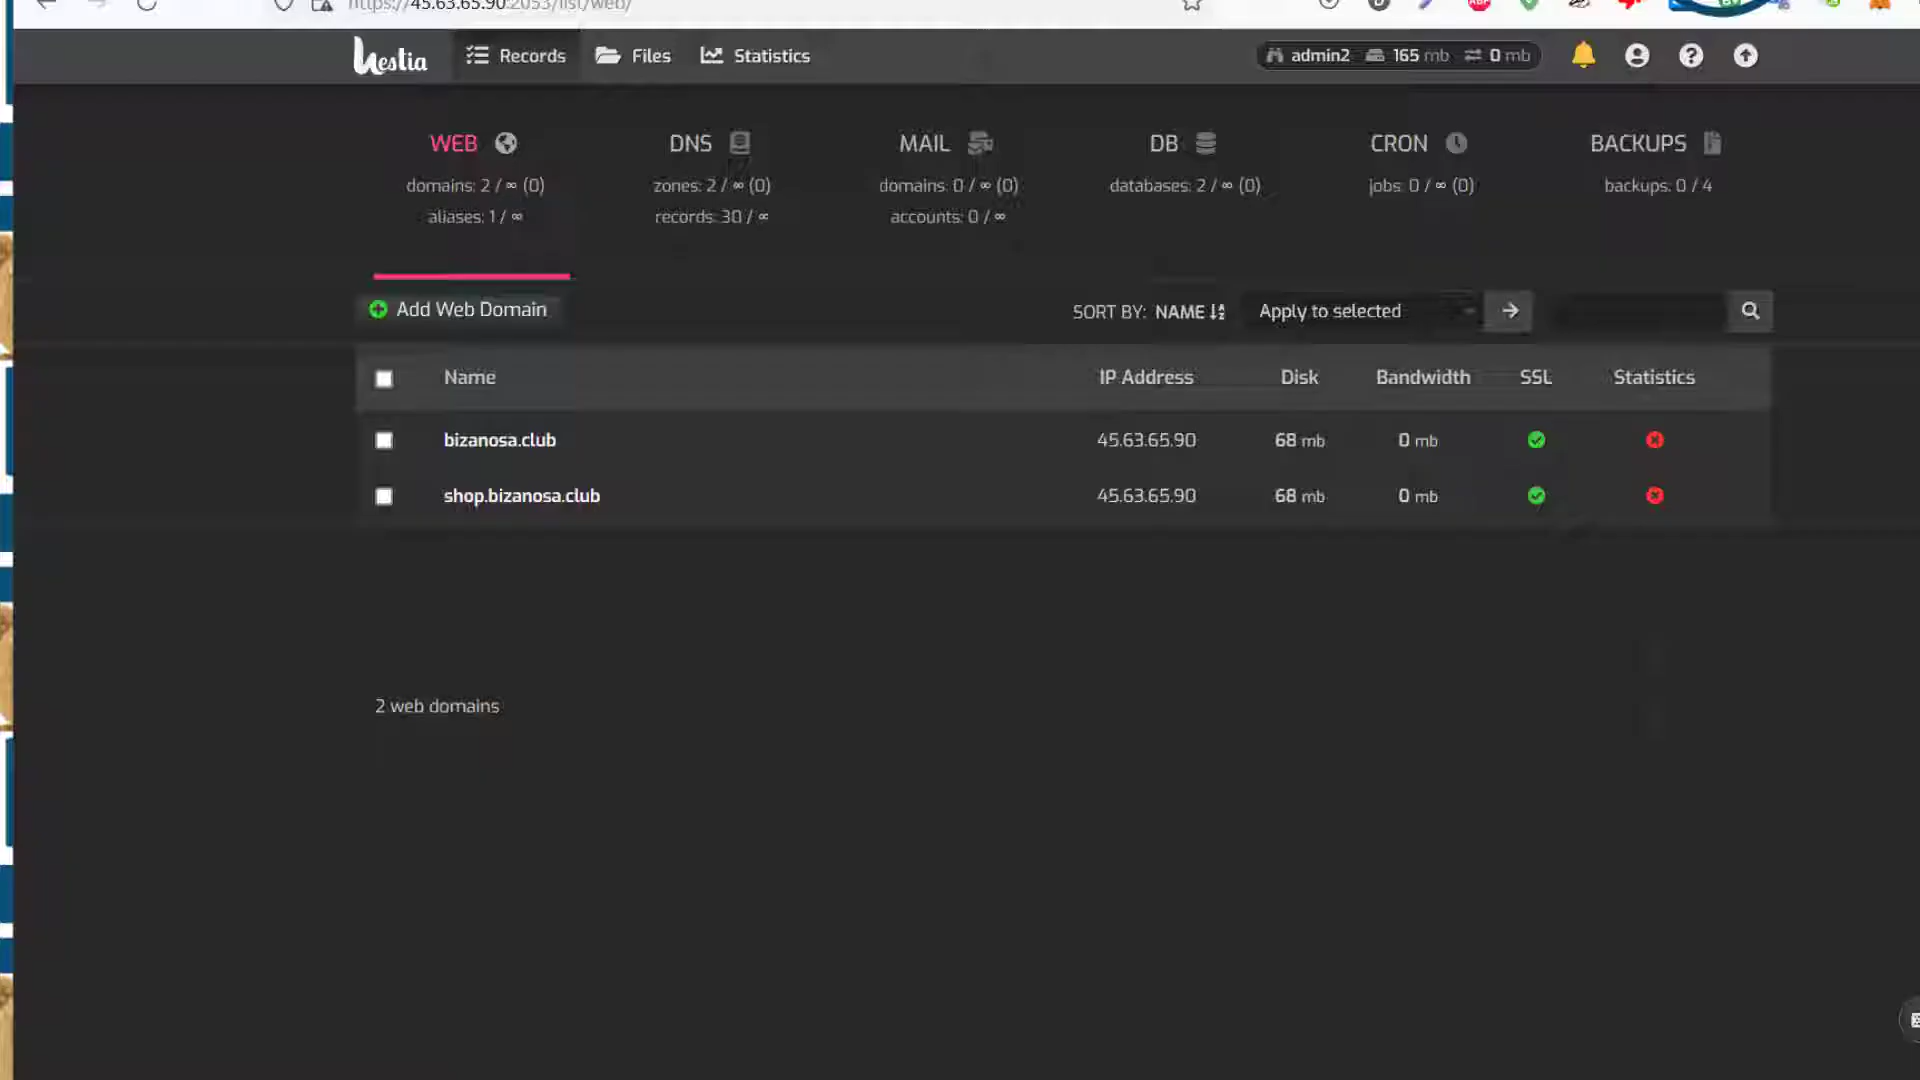 https://45.63.65.90:2053/list/web/
Hestia Records Files Statistics admin2 165 mb 0 mb
WEB DNS MAIL DB CRON BACKUPS
domains: 2 / ∞ (0) zones: 2 / ∞ (0) domains: 0 / ∞ (0) databases: 2 / ∞ (0) jobs: 0 / ∞ (0) backups: 0 / 4
aliases: 1 / ∞ records: 30 / ∞ accounts: 0 / ∞
Add Web Domain SORT BY: NAME Apply to selected
Name IP Address Disk Bandwidth SSL Statistics
bizanosa.club 45.63.65.90 68 mb 0 mb
shop.bizanosa.club 45.63.65.90 68 mb 0 mb
2 web domains